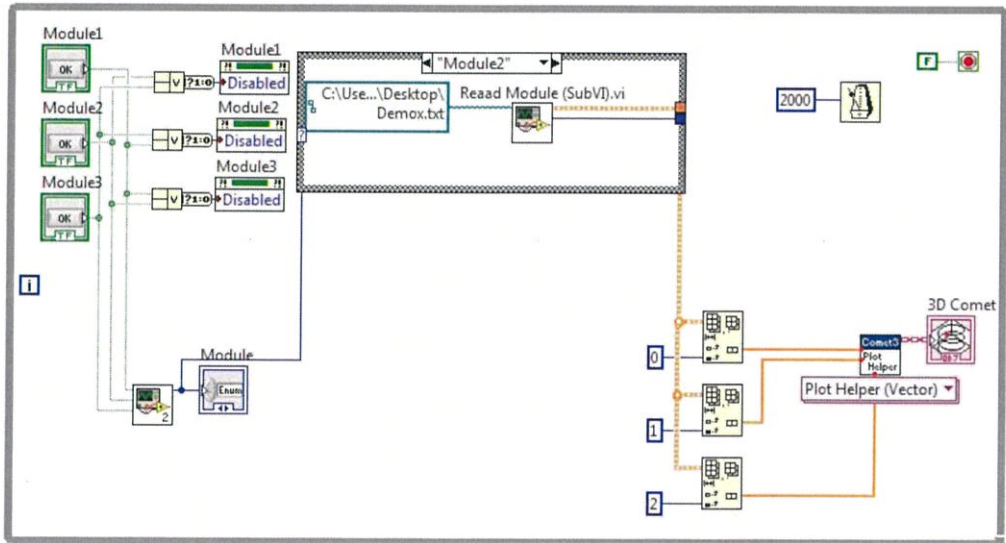 Module1
OK
TF
Module2
OK
TF
Module3
OK
TF
V
?1:0
Module1
Disabled
V
?1:0
Module2
Disabled
V
?1:0
Module3
Disabled
"Module2"
C:\Use...\Desktop\
Demox.txt
Reaad Module (SubVI).vi
?
F
2000
i
Module
Enum
2
0
1
2
3D Comet
Comet3
Plot
Helper
Plot Helper (Vector)